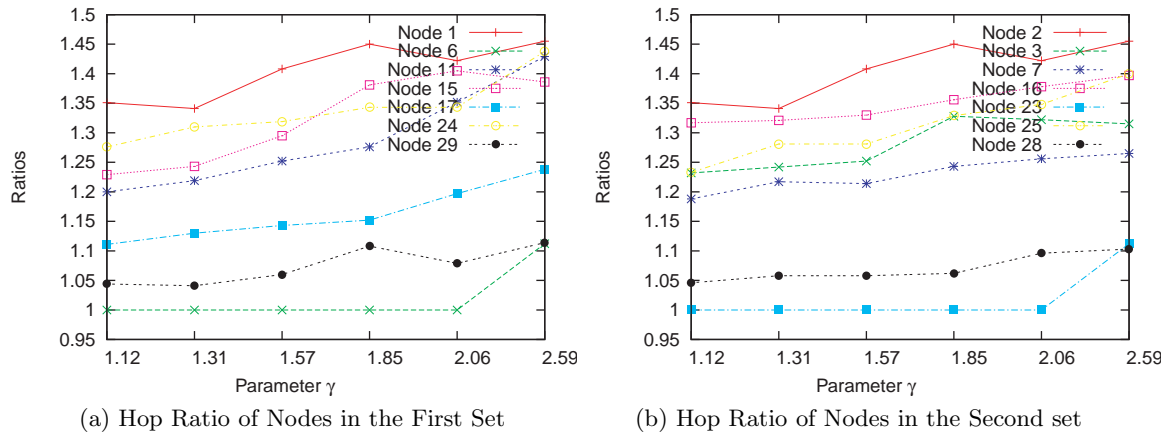 1.5
1.45
1.4
1.35
1.3
1.25
1.2
1.15
1.1
1.05
1
0.95
Ratios
Node 1
Node 6
Node 11
Node 15
Node 17
Node 24
Node 29
1.12 1.31 1.57 1.85 2.06 2.59
Parameter γ
(a) Hop Ratio of Nodes in the First Set
1.5
1.45
1.4
1.35
1.3
1.25
1.2
1.15
1.1
1.05
1
0.95
Ratios
Node 2
Node 3
Node 7
Node 16
Node 23
Node 25
Node 28
1.12 1.31 1.57 1.85 2.06 2.59
Parameter γ
(b) Hop Ratio of Nodes in the Second set